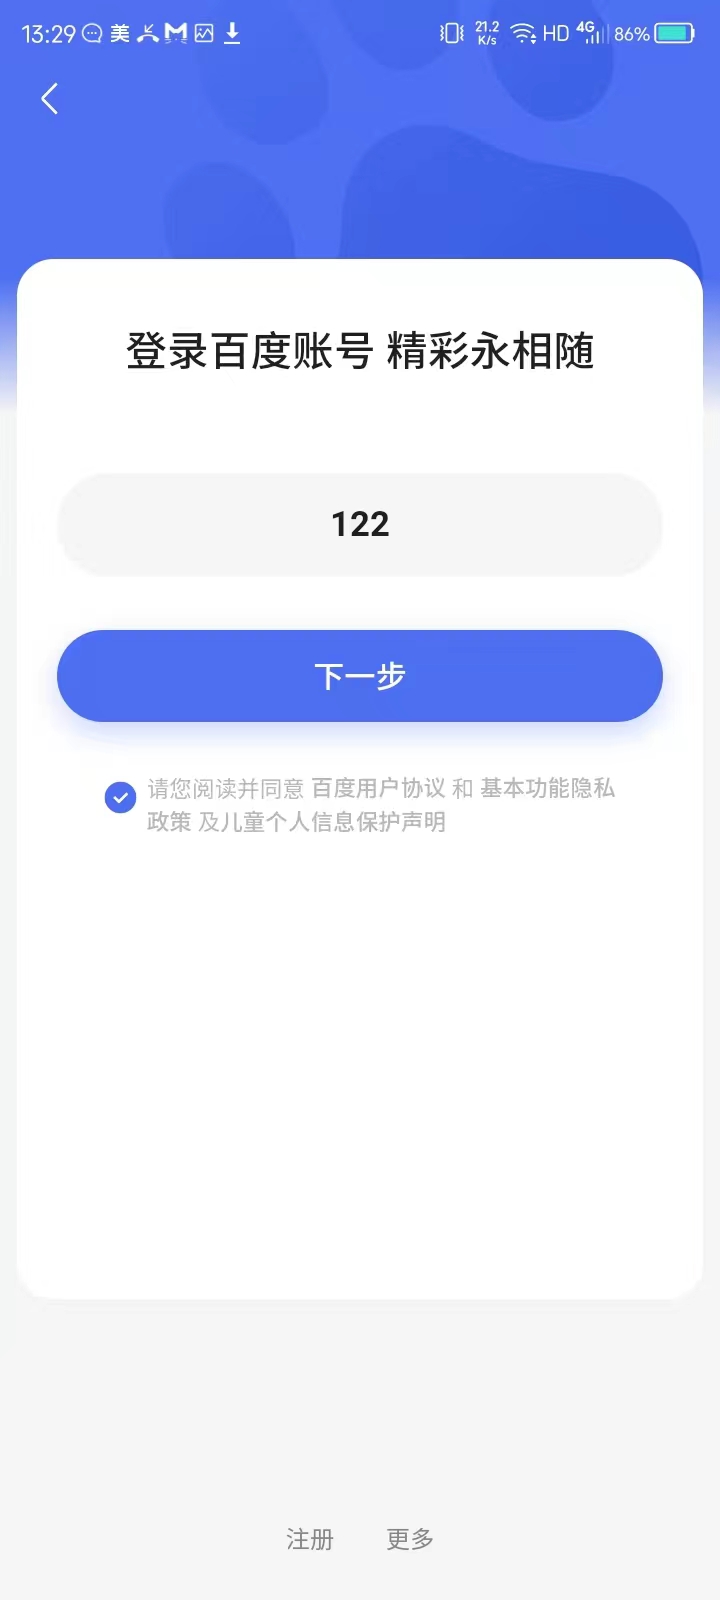 13:29 美 21.2 K/s HD 4G 86%
登录百度账号 精彩永相随
122
下一步
请您阅读并同意 百度用户协议 和 基本功能隐私
政策 及儿童个人信息保护声明
注册 更多